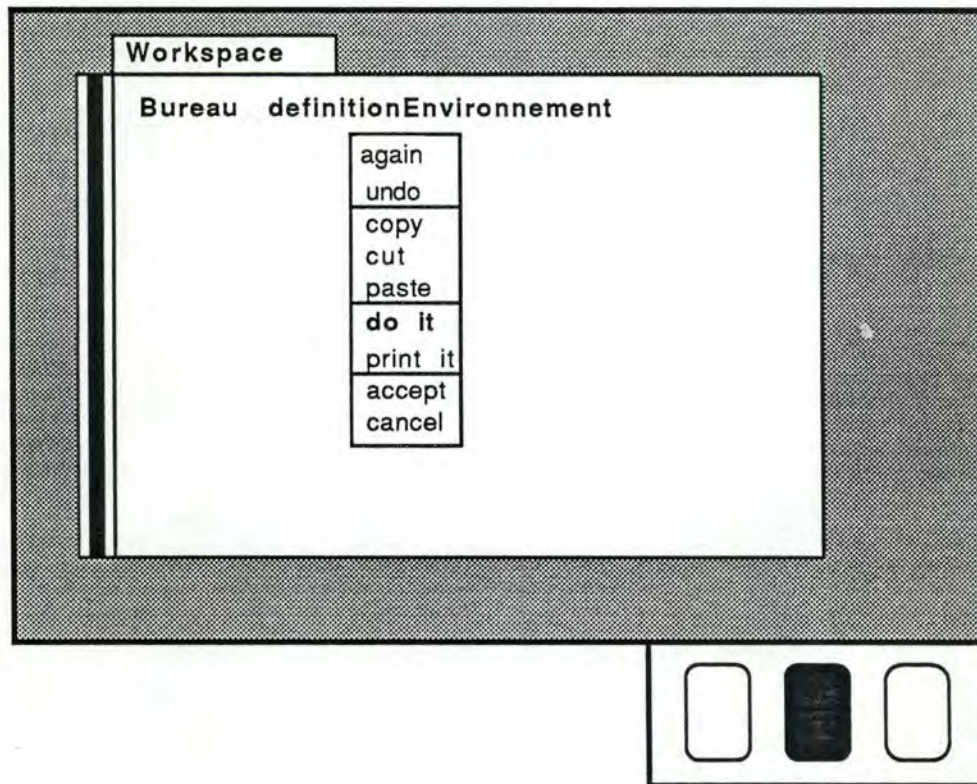 Workspace
Bureau definitionEnvironnement
again
undo
copy
cut
paste
do it
print it
accept
cancel